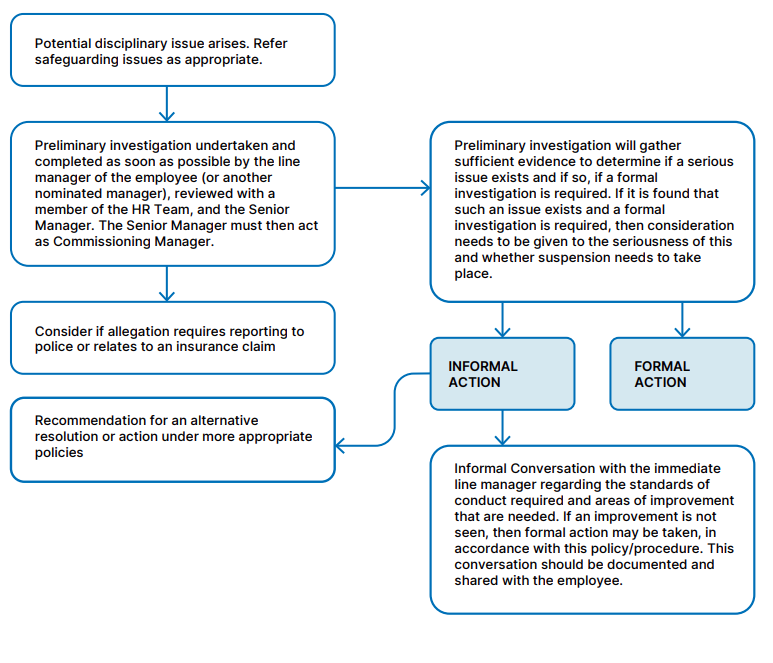 Potential disciplinary issue arises. Refer
safeguarding issues as appropriate.
Preliminary investigation undertaken and
completed as soon as possible by the line
manager of the employee (or another
nominated manager), reviewed with a
member of the HR Team, and the Senior
Manager. The Senior Manager must then act
as Commissioning Manager.
Preliminary investigation will gather
sufficient evidence to determine if a serious
issue exists and if so, if a formal
investigation is required. If it is found that
such an issue exists and a formal
investigation is required, then consideration
needs to be given to the seriousness of this
and whether suspension needs to take
place.
Consider if allegation requires reporting to
police or relates to an insurance claim
INFORMAL
ACTION
FORMAL
ACTION
Recommendation for an alternative
resolution or action under more appropriate
policies
Informal Conversation with the immediate
line manager regarding the standards of
conduct required and areas of improvement
that are needed. If an improvement is not
seen, then formal action may be taken, in
accordance with this policy/procedure. This
conversation should be documented and
shared with the employee.